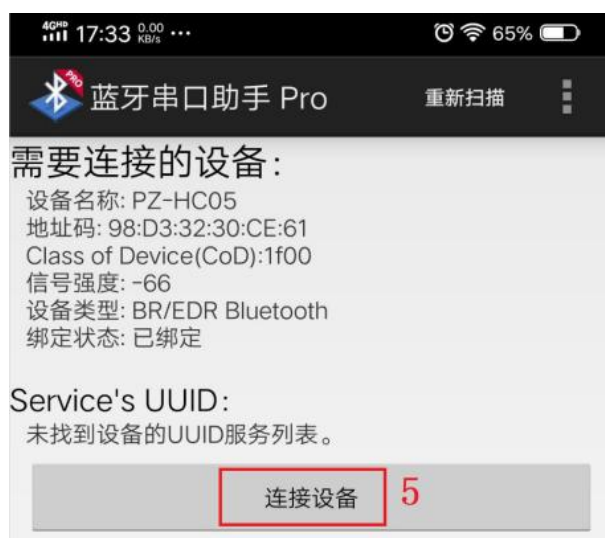 4GHD 17:33 0.00 KB/s ··· 65%
PRO 蓝牙串口助手 Pro 重新扫描
需要连接的设备:
设备名称: PZ-HC05
地址码: 98:D3:32:30:CE:61
Class of Device(CoD):1f00
信号强度: -66
设备类型: BR/EDR Bluetooth
绑定状态: 已绑定
Service's UUID:
未找到设备的UUID服务列表。
连接设备 5